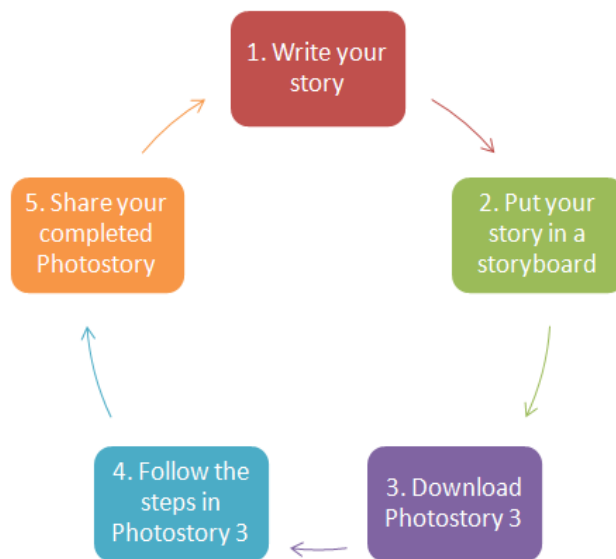 1. Write your
story
2. Put your
story in a
storyboard
3. Download
Photostory 3
4. Follow the
steps in
Photostory 3
5. Share your
completed
Photostory